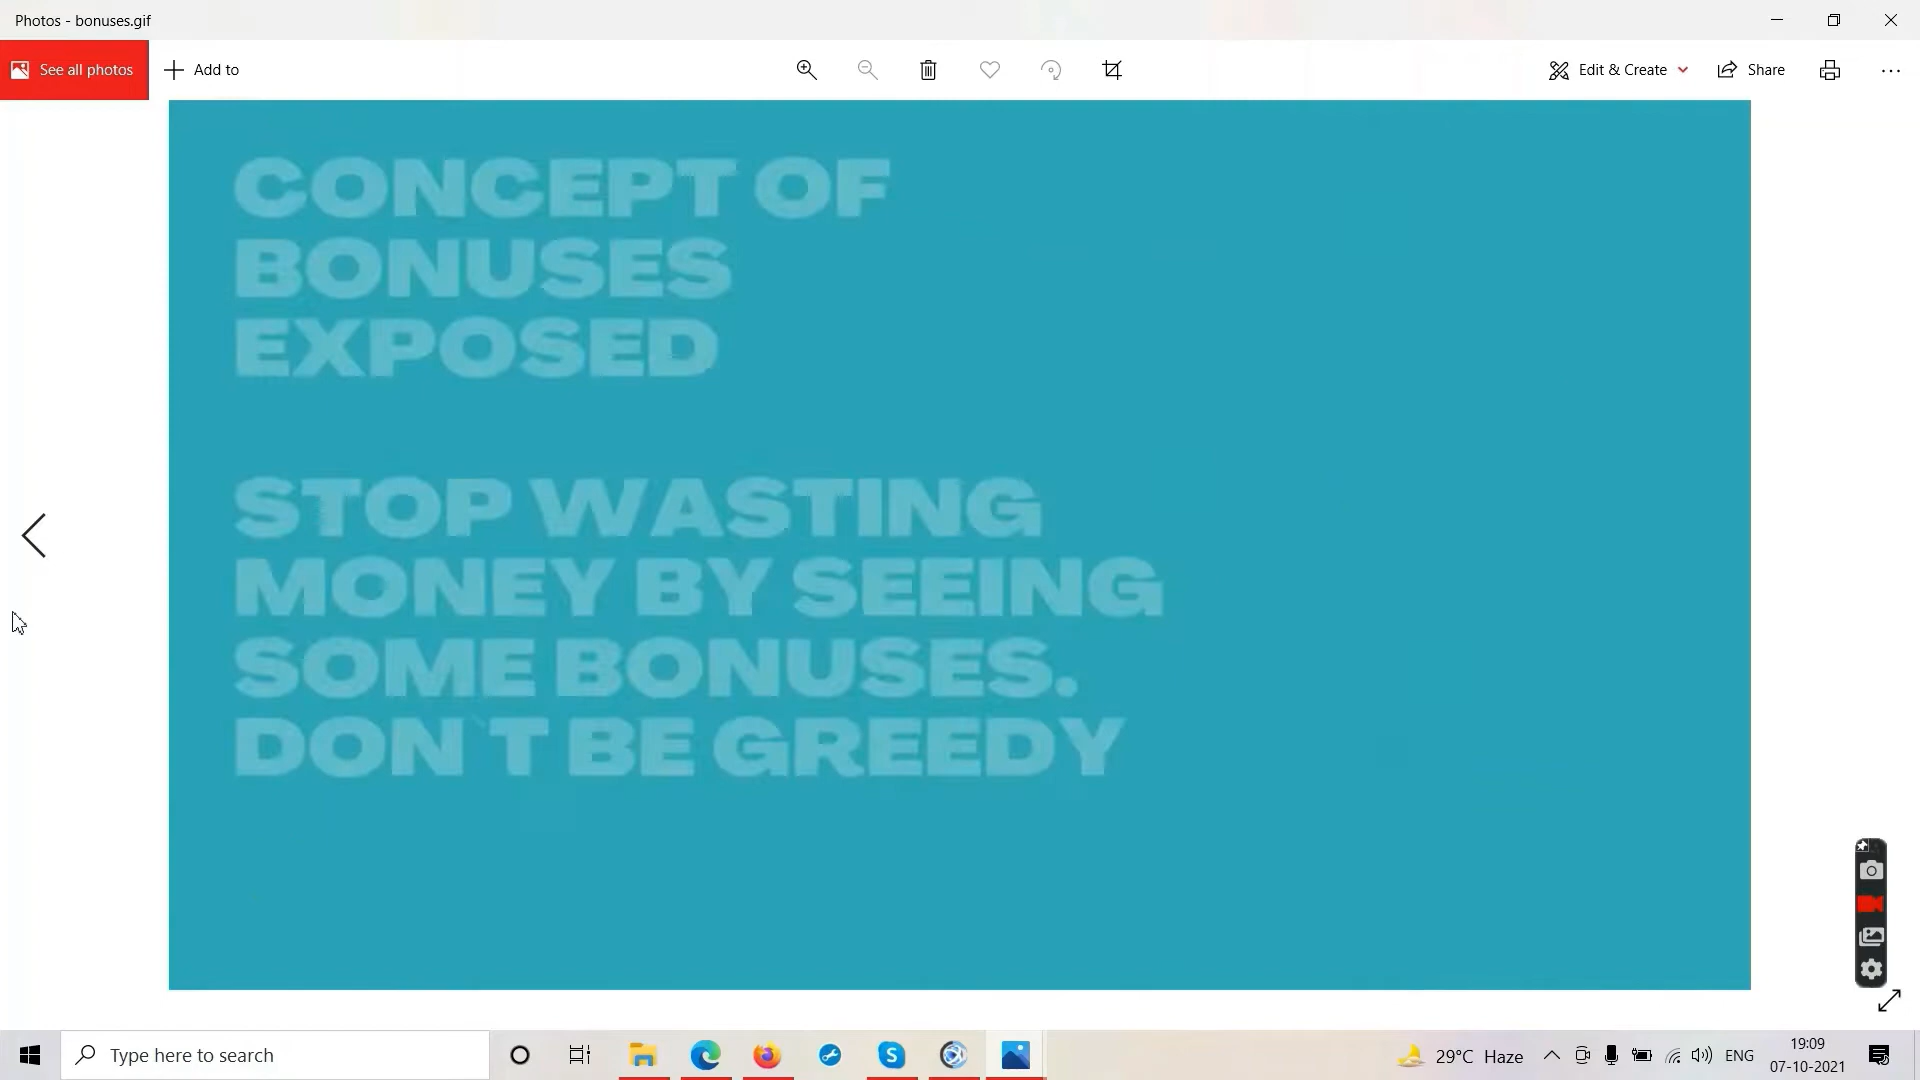 Photos - bonuses.gif
See all photos
Add to
Edit & Create
Share
CONCEPT OF
BONUSES
EXPOSED
STOP WASTING
MONEY BY SEEING
SOME BONUSES.
DON`T BE GREEDY
Type here to search
29°C Haze
ENG
19:09
07-10-2021